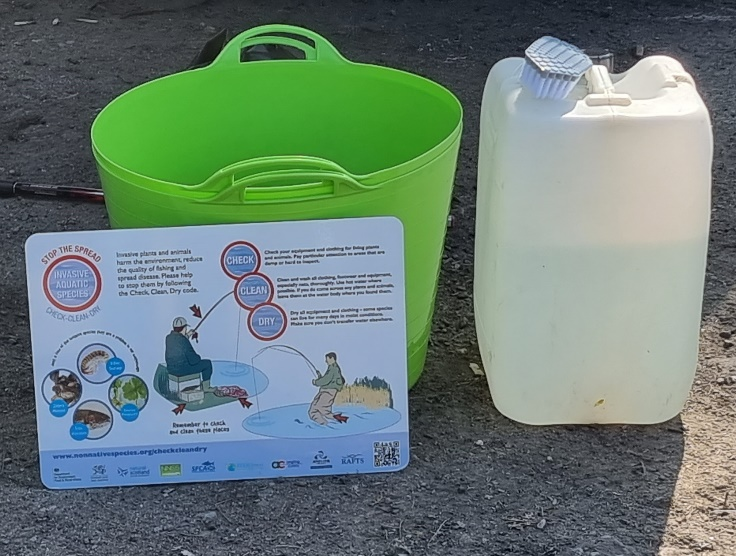 STOP THE SPREAD
INVASIVE
AQUATIC
SPECIES
CHECK-CLEAN-DRY
Invasive plants and animals
harm the environment, reduce
the quality of fishing and
spread disease. Please help
to stop them by following
the Check, Clean, Dry code.
CHECK
Check your equipment and clothing for living plants
and animals. Pay particular attention to areas that are
damp or hard to inspect.
CLEAN
Clean and wash all clothing, footwear and equipment,
especially nets, thoroughly. Use hot water where
possible. If you do come across any plants and animals,
leave them at the water body where you found them.
DRY
Dry all equipment and clothing - some species
can live for many days in moist conditions.
Make sure you don't transfer water elsewhere.
Remember to check
and clean these places
www.nonnativespecies.org/checkcleandry
RAFTS